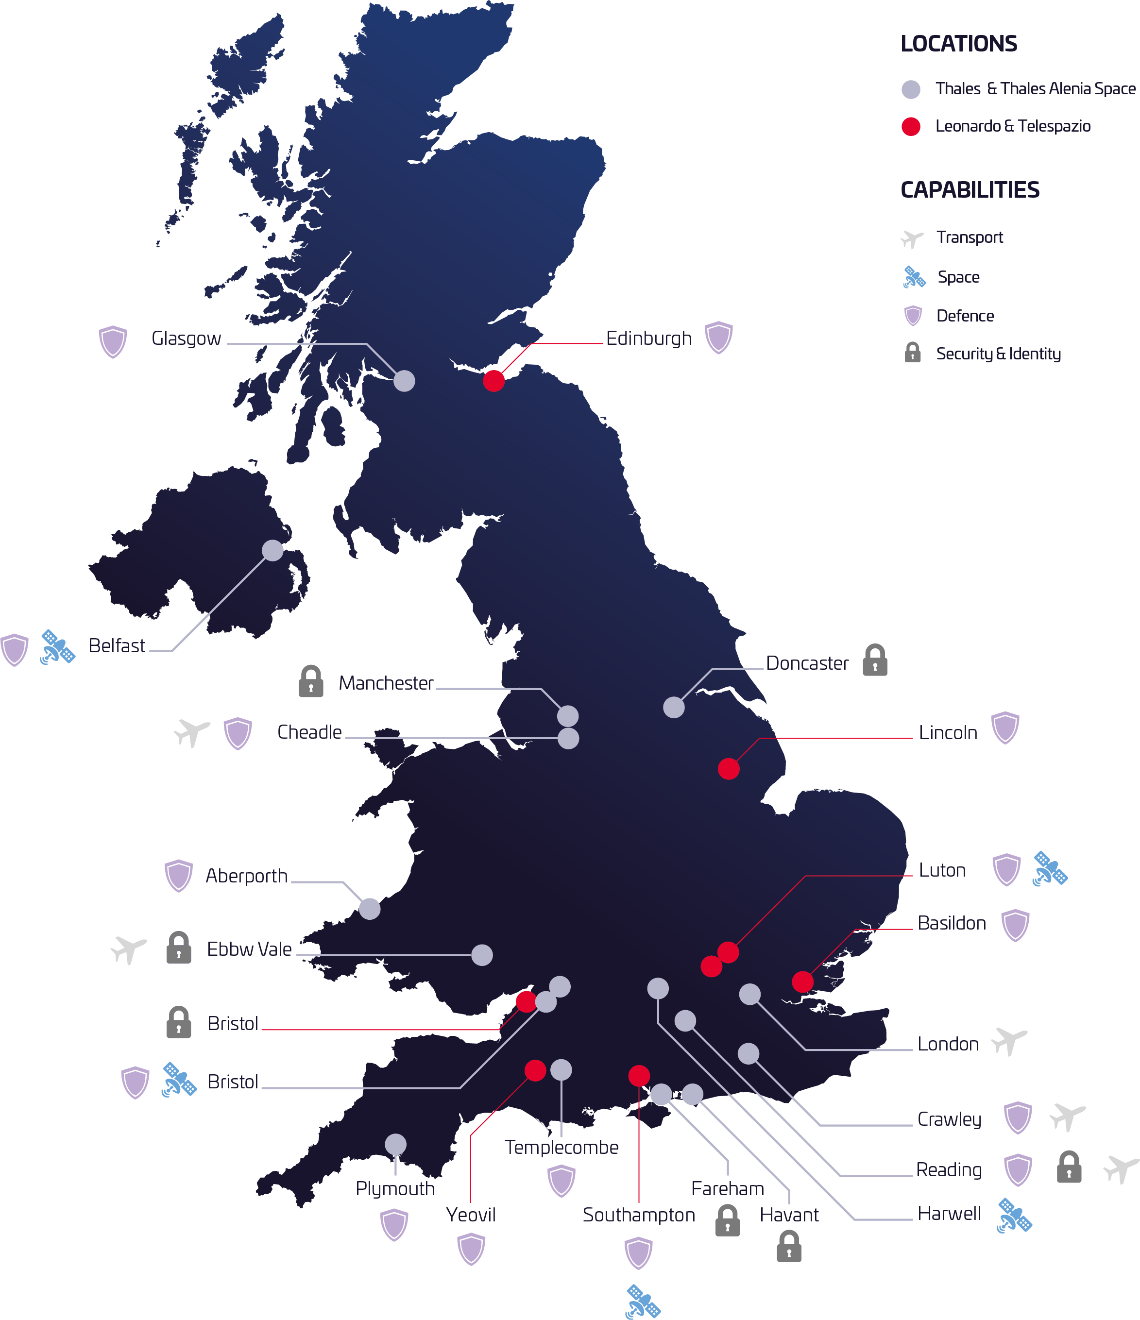 LOCATIONS
Thales & Thales Alenia Space
Leonardo & Telespazio
CAPABILITIES
Transport
Space
Defence
Security & Identity
Glasgow
Edinburgh
Belfast
Manchester
Doncaster
Cheadle
Lincoln
Aberporth
Luton
Basildon
Ebbw Vale
Bristol
London
Bristol
Crawley
Templecombe
Reading
Plymouth
Fareham
Yeovil
Southampton
Havant
Harwell